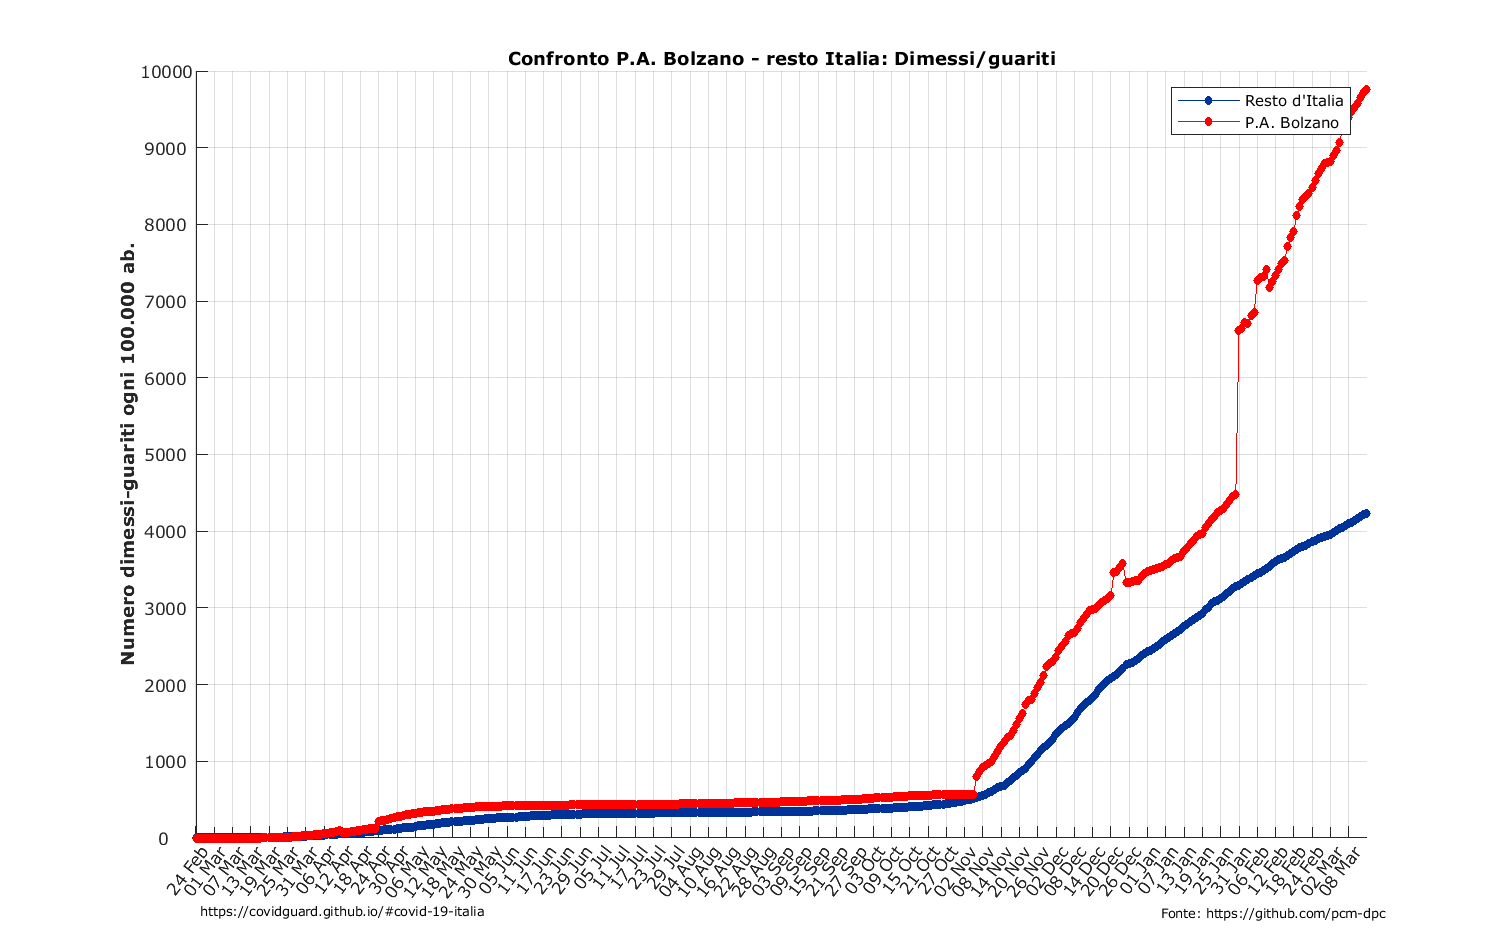 Confronto P.A. Bolzano - resto Italia: Dimessi/guariti
Numero dimessi-guariti ogni 100.000 ab.
10000
9000
8000
7000
6000
5000
4000
3000
2000
1000
0
Resto d'Italia
P.A. Bolzano
24 Feb
01 Mar
07 Mar
13 Mar
19 Mar
25 Mar
31 Mar
06 Apr
12 Apr
18 Apr
24 Apr
30 Apr
06 May
12 May
18 May
24 May
30 May
05 Jun
11 Jun
17 Jun
23 Jun
29 Jun
05 Jul
11 Jul
17 Jul
23 Jul
29 Jul
04 Aug
10 Aug
16 Aug
22 Aug
28 Aug
03 Sep
09 Sep
15 Sep
21 Sep
27 Sep
03 Oct
09 Oct
15 Oct
21 Oct
27 Oct
02 Nov
08 Nov
14 Nov
20 Nov
26 Nov
02 Dec
08 Dec
14 Dec
20 Dec
26 Dec
01 Jan
07 Jan
13 Jan
19 Jan
25 Jan
31 Jan
06 Feb
12 Feb
18 Feb
24 Feb
02 Mar
08 Mar
https://covidguard.github.io/#covid-19-italia
Fonte: https://github.com/pcm-dpc